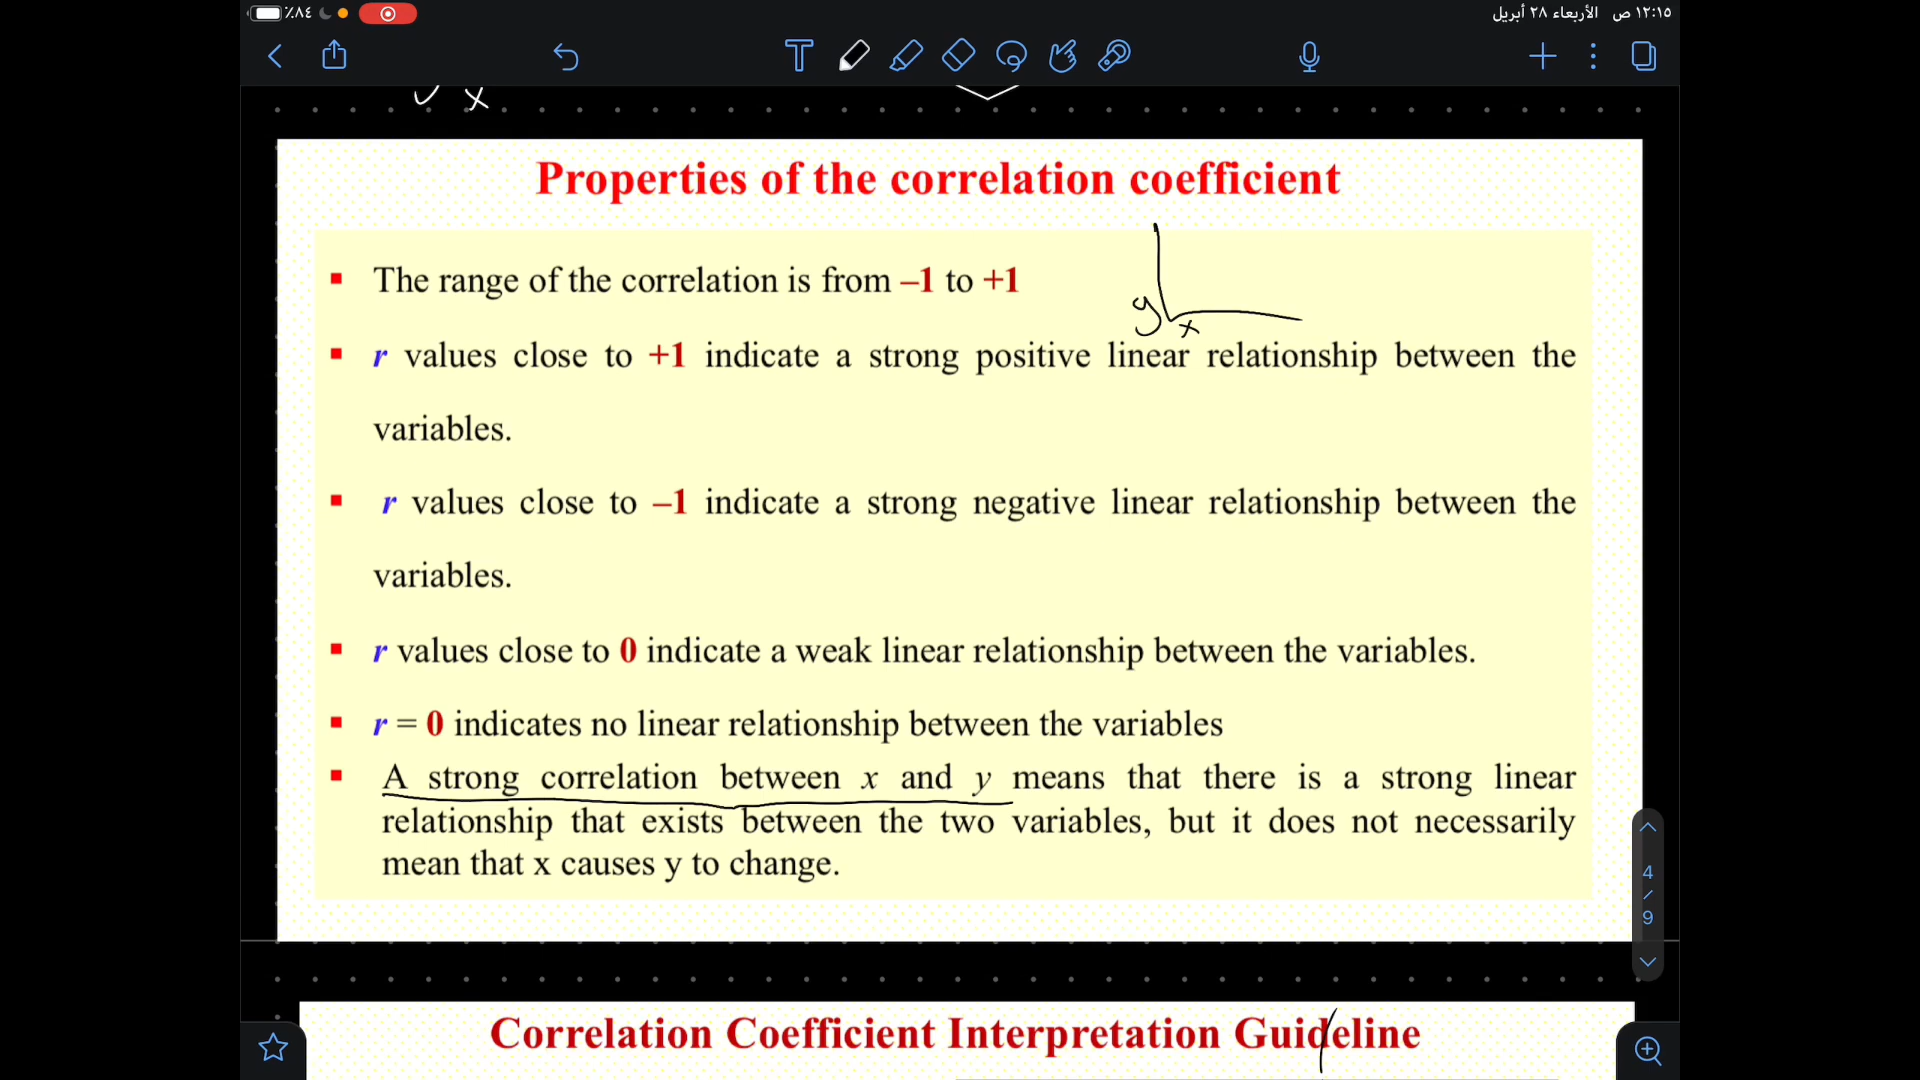 ٪٨٤ الأربعاء ٢٨ أبريل ١٢:١٥ ص
x
Properties of the correlation coefficient
▪ The range of the correlation is from –1 to +1
y x
▪ r values close to +1 indicate a strong positive linear relationship between the
variables.
▪ r values close to –1 indicate a strong negative linear relationship between the
variables.
▪ r values close to 0 indicate a weak linear relationship between the variables.
▪ r = 0 indicates no linear relationship between the variables
▪ A strong correlation between x and y means that there is a strong linear
relationship that exists between the two variables, but it does not necessarily
mean that x causes y to change.
4
/
9
Correlation Coefficient Interpretation Guideline